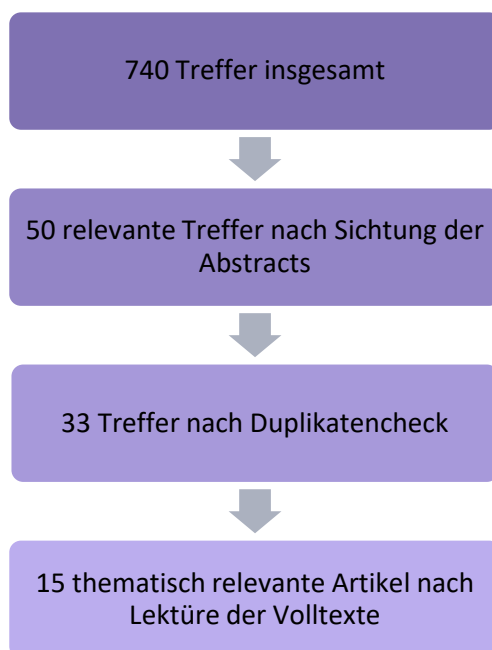 740 Treffer insgesamt
50 relevante Treffer nach Sichtung der
Abstracts
33 Treffer nach Duplikatencheck
15 thematisch relevante Artikel nach
Lektüre der Volltexte